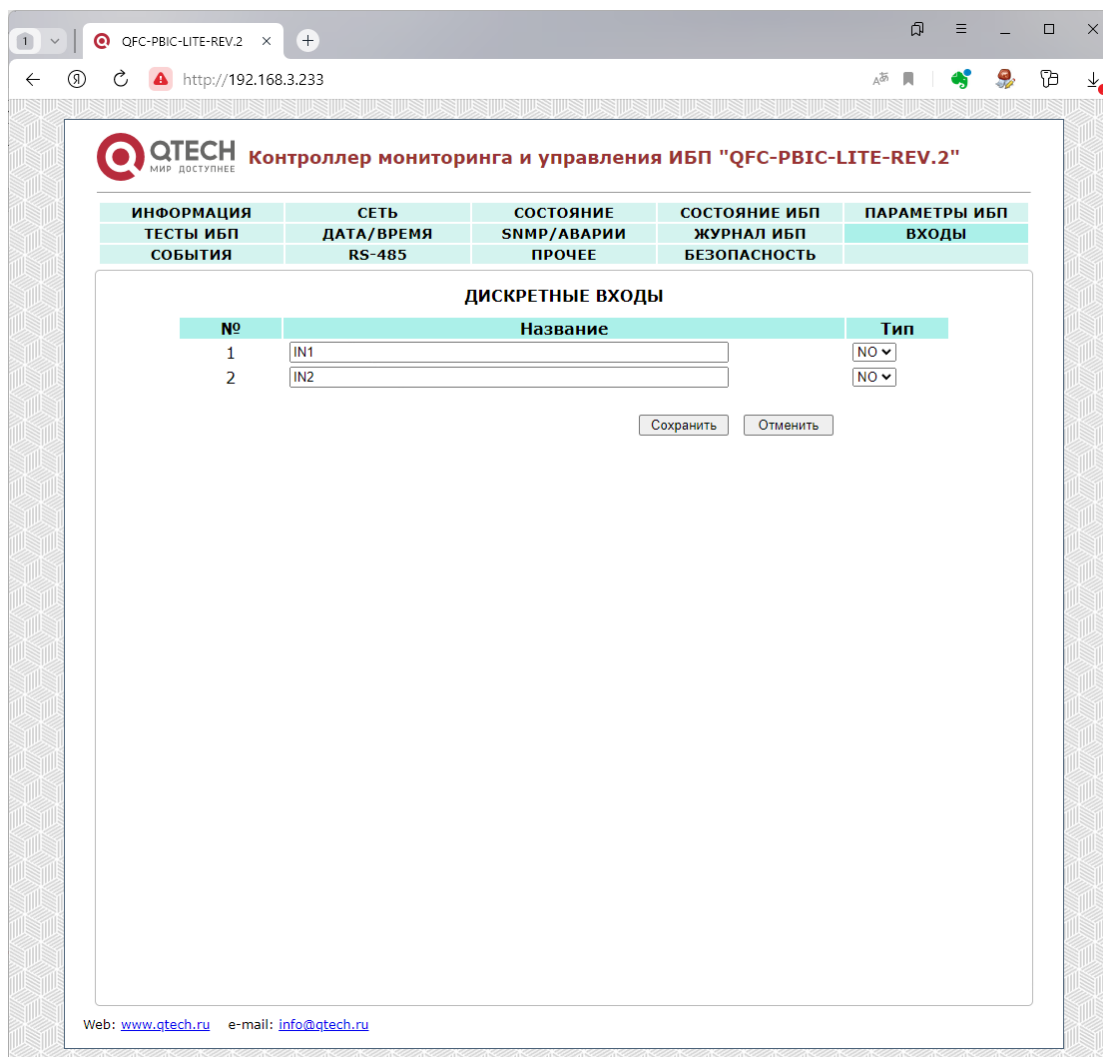 1
QFC-PBIC-LITE-REV.2
http://192.168.3.233
QTECH
МИР ДОСТУПНЕЕ
Контроллер мониторинга и управления ИБП "QFC-PBIC-LITE-REV.2"
ИНФОРМАЦИЯ СЕТЬ СОСТОЯНИЕ СОСТОЯНИЕ ИБП ПАРАМЕТРЫ ИБП
ТЕСТЫ ИБП ДАТА/ВРЕМЯ SNMP/АВАРИИ ЖУРНАЛ ИБП ВХОДЫ
СОБЫТИЯ RS-485 ПРОЧЕЕ БЕЗОПАСНОСТЬ
ДИСКРЕТНЫЕ ВХОДЫ
№ Название Тип
1 IN1 NO
2 IN2 NO
Сохранить Отменить
Web: www.qtech.ru e-mail: info@qtech.ru